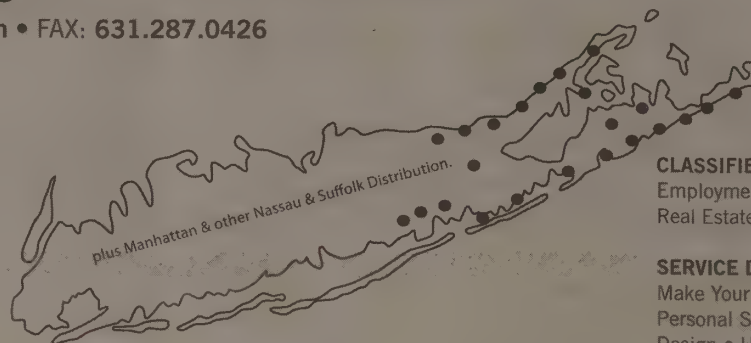 n • FAX: 631.287.0426
plus Manhattan & other Nassau & Suffolk Distribution.
CLASSIFIE
Employme
Real Estate
SERVICE D
Make Your
Personal S